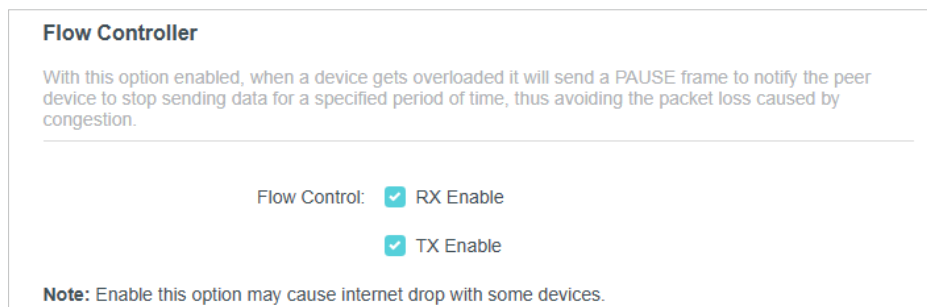 Flow Controller
With this option enabled, when a device gets overloaded it will send a PAUSE frame to notify the peer
device to stop sending data for a specified period of time, thus avoiding the packet loss caused by
congestion.
Flow Control: RX Enable
TX Enable
Note: Enable this option may cause internet drop with some devices.